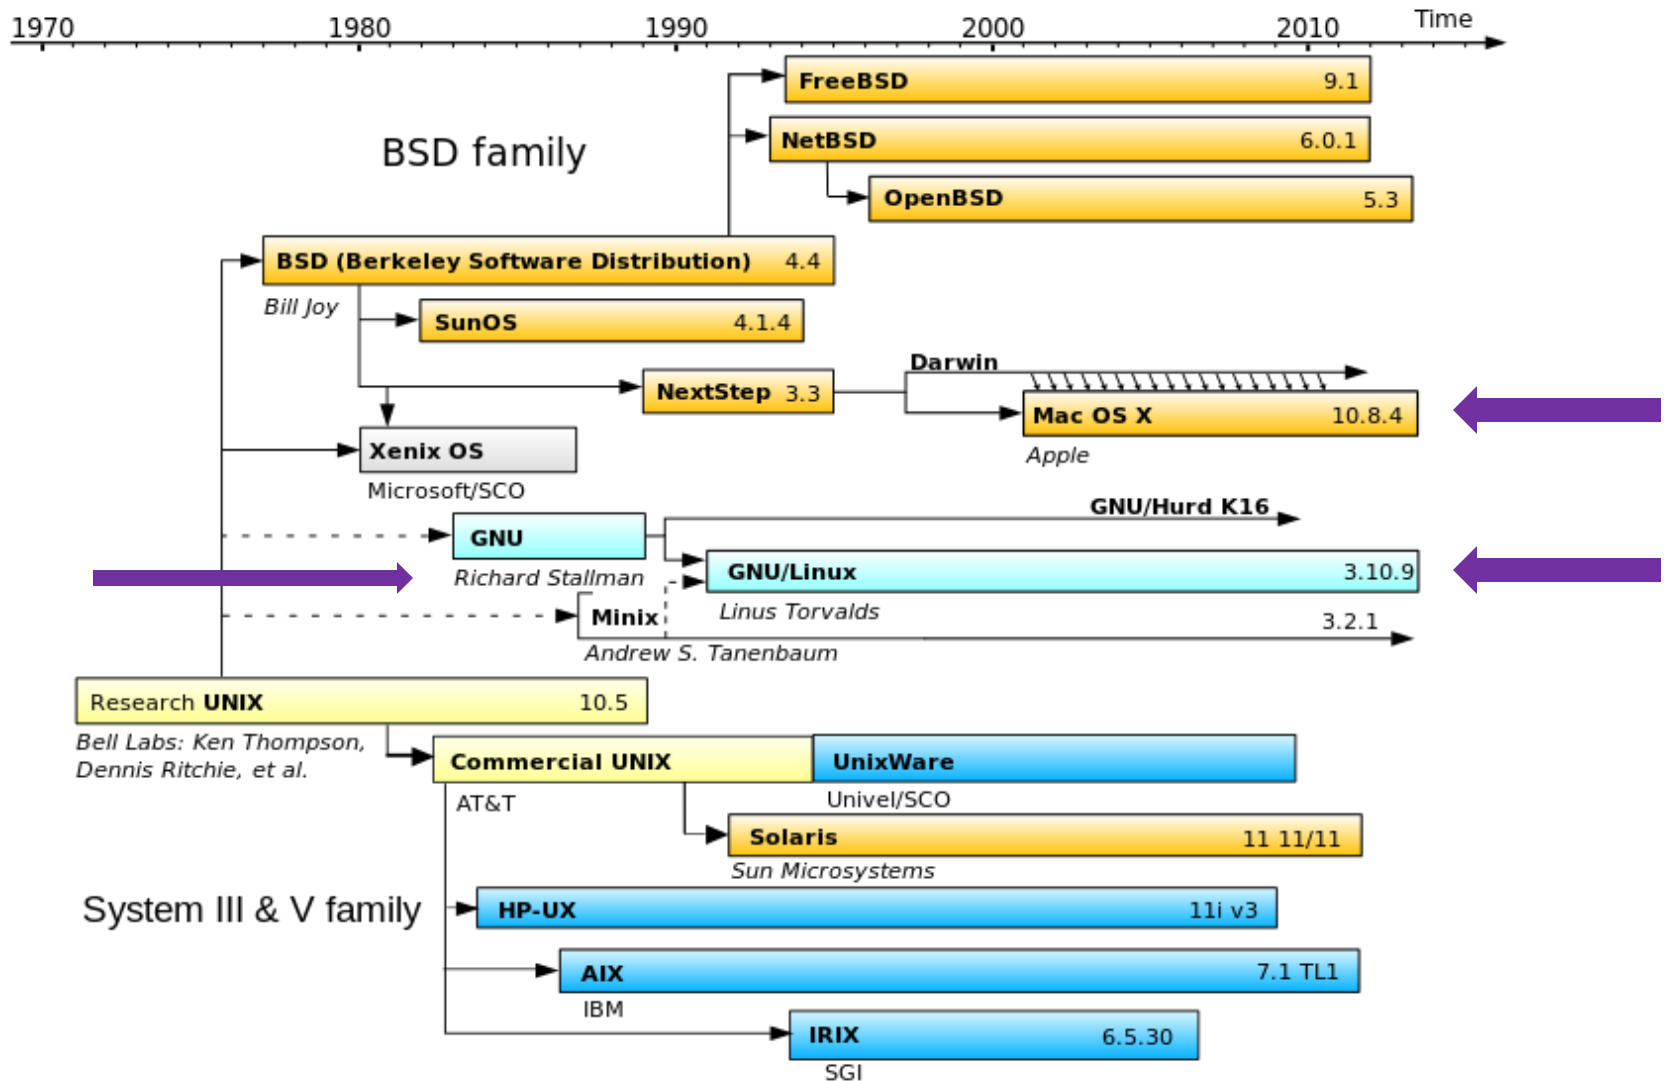 1970 1980 1990 2000 2010 Time
FreeBSD 9.1
NetBSD 6.0.1
BSD family
OpenBSD 5.3
BSD (Berkeley Software Distribution) 4.4
Bill Joy
SunOS 4.1.4
Darwin
NextStep 3.3
Mac OS X 10.8.4
Apple
Xenix OS
Microsoft/SCO
GNU/Hurd K16
GNU
Richard Stallman
GNU/Linux 3.10.9
Linus Torvalds
Minix 3.2.1
Andrew S. Tanenbaum
Research UNIX 10.5
Bell Labs: Ken Thompson,
Dennis Ritchie, et al.
Commercial UNIX
UnixWare
AT&T
Univel/SCO
Solaris 11 11/11
Sun Microsystems
System III & V family
HP-UX 11i v3
AIX 7.1 TL1
IBM
IRIX 6.5.30
SGI